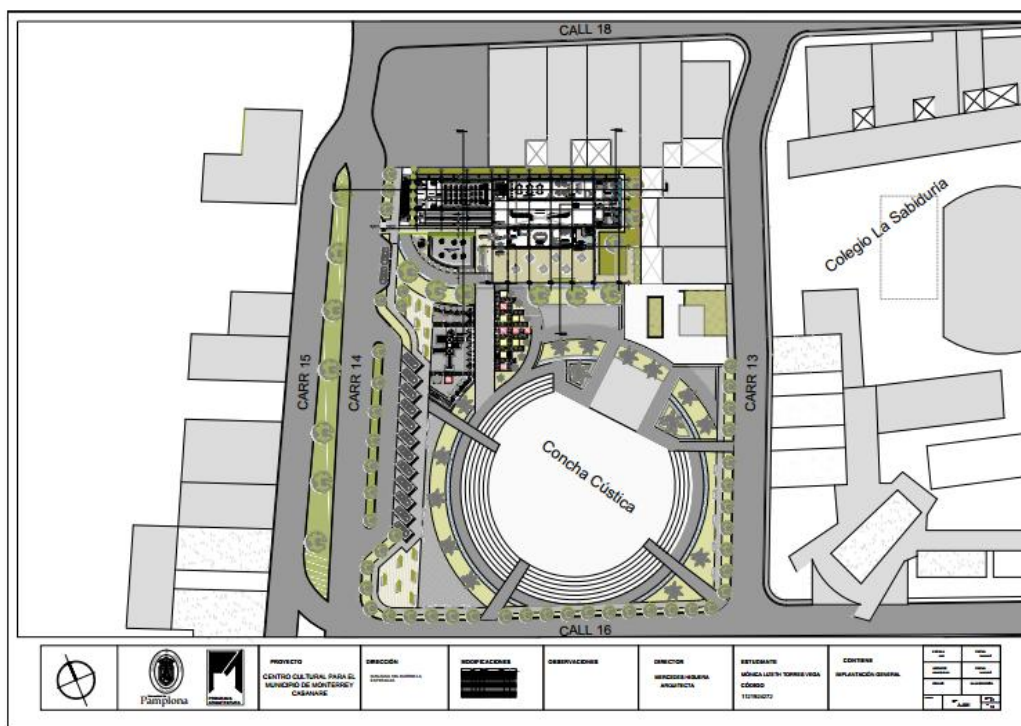 CALL 18
Colegio La Sabiduría
CARR 15
CARR 14
CARR 13
Concha Cústica
CALL 16
Pamplona
PROYECTO
CENTRO CULTURAL PARA EL
MUNICIPIO DE MONTERREY
CASANARE
DIRECCIÓN
MODIFICACIONES
OBSERVACIONES
DIRECTOR
MERCEDES HIGUERA
ARQUITECTA
ESTUDIANTE
MÓNICA LIZETH TORRES VEGA
CÓDIGO
CONTIENE
IMPLANTACIÓN GENERAL